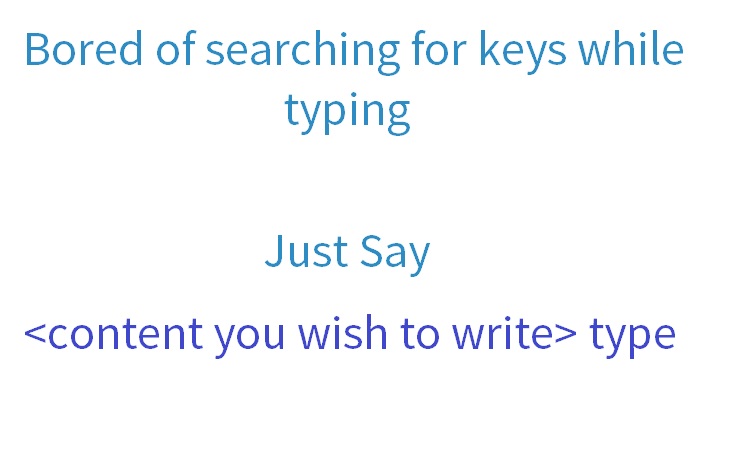 Bored of searching for keys while
typing
Just Say
<content you wish to write> type